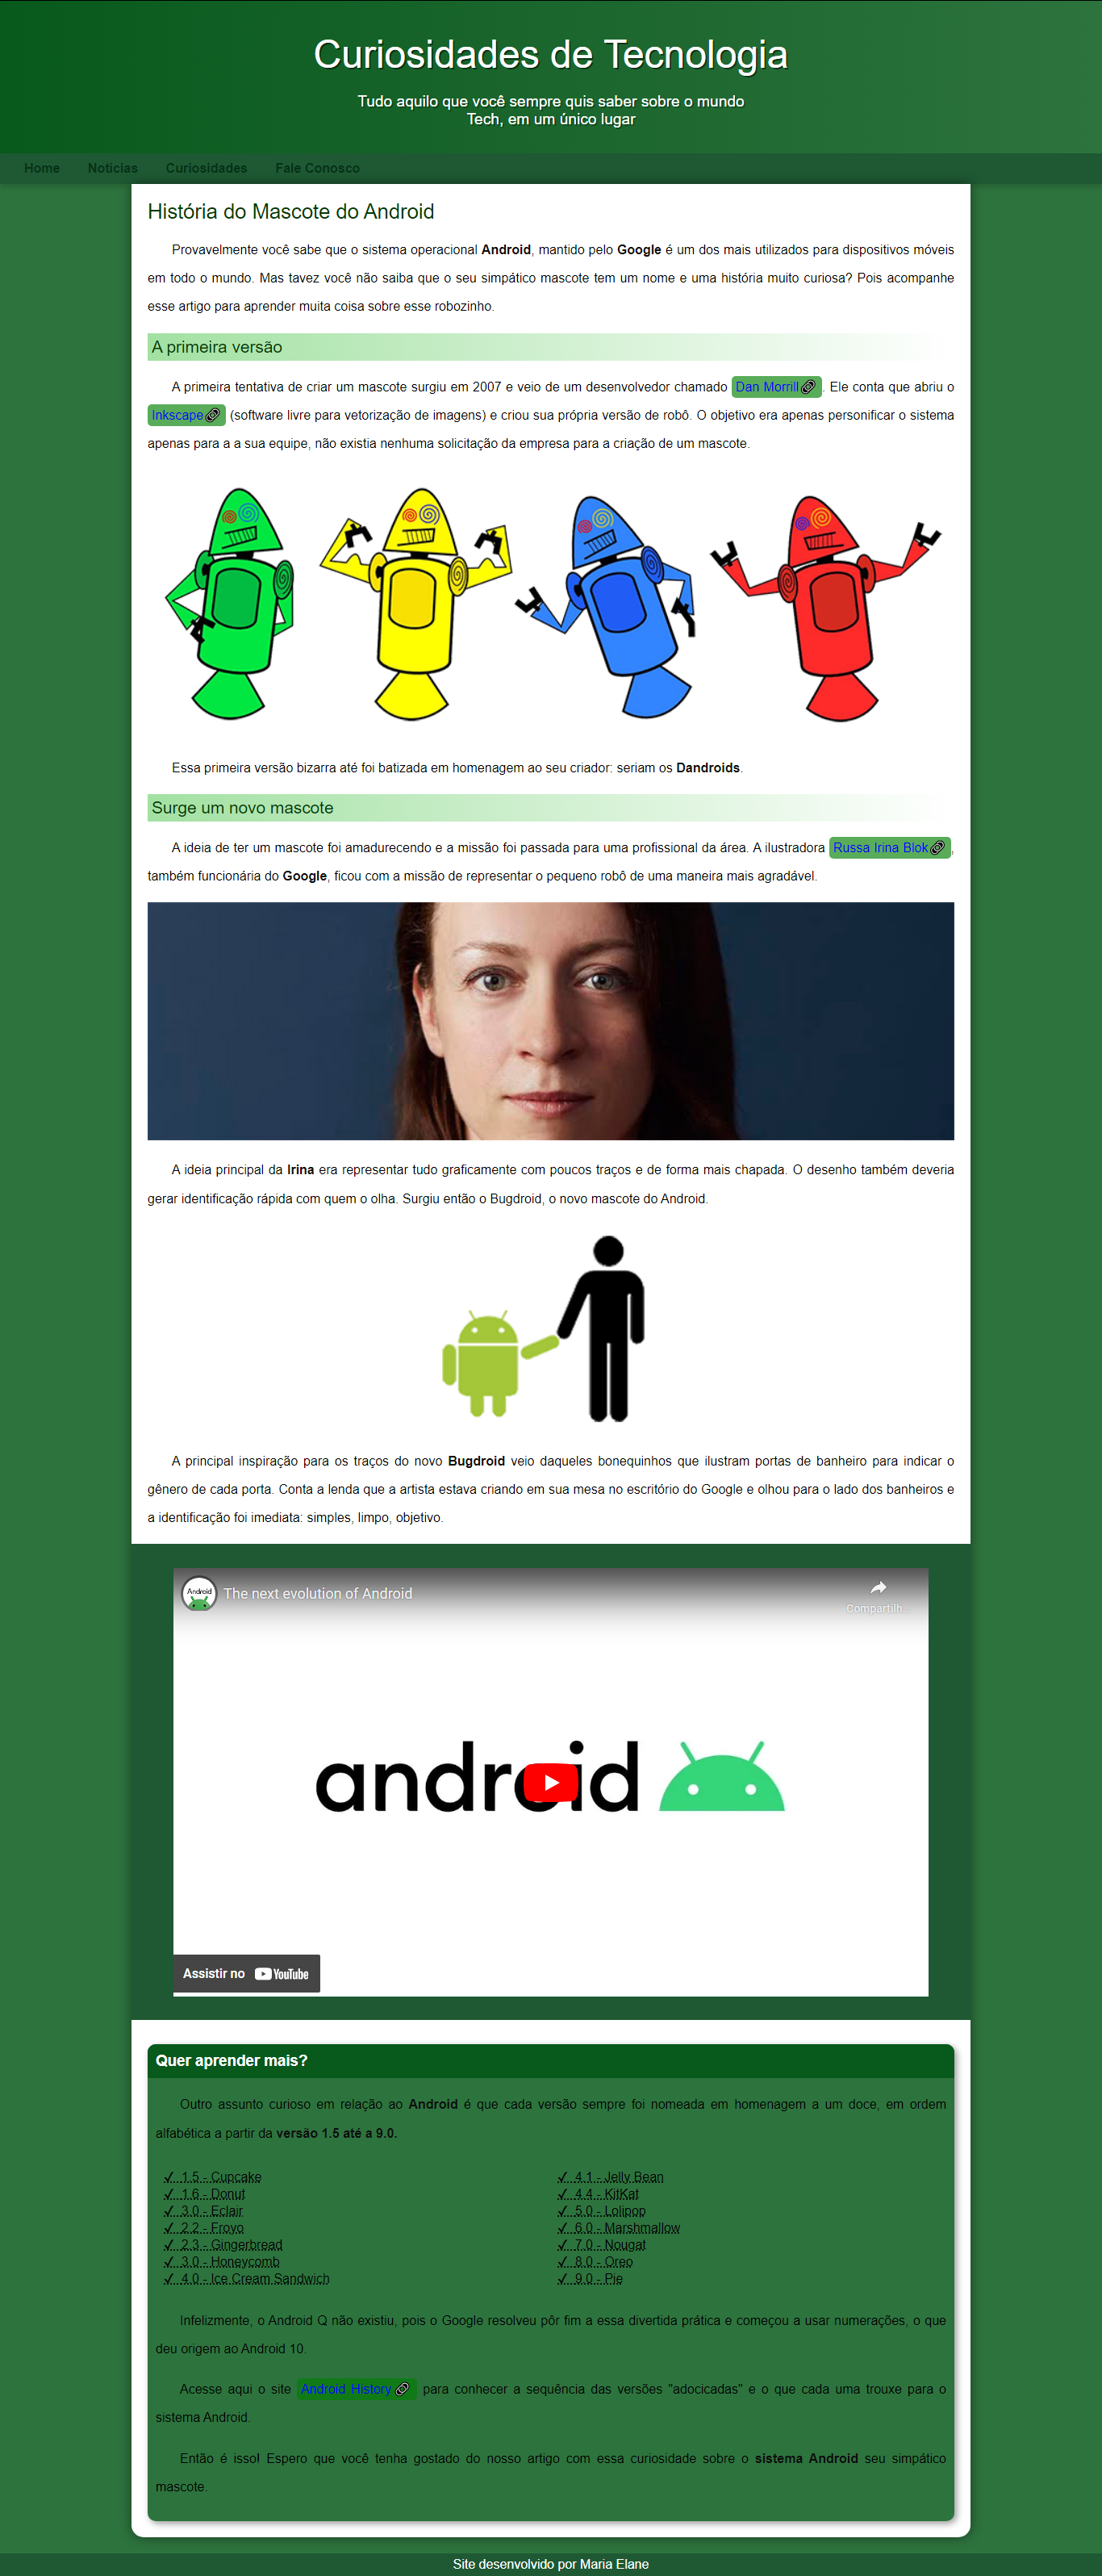 Curiosidades de Tecnologia
Tudo aquilo que você sempre quis saber sobre o mundo
Tech, em um único lugar
Home Noticias Curiosidades Fale Conosco
História do Mascote do Android
Provavelmente você sabe que o sistema operacional Android, mantido pelo Google é um dos mais utilizados para dispositivos móveis
em todo o mundo. Mas tavez você não saiba que o seu simpático mascote tem um nome e uma história muito curiosa? Pois acompanhe
esse artigo para aprender muita coisa sobre esse robozinho.
A primeira versão
A primeira tentativa de criar um mascote surgiu em 2007 e veio de um desenvolvedor chamado Dan Morrill. Ele conta que abriu o
Inkscape (software livre para vetorização de imagens) e criou sua própria versão de robô. O objetivo era apenas personificar o sistema
apenas para a a sua equipe, não existia nenhuma solicitação da empresa para a criação de um mascote.
Essa primeira versão bizarra até foi batizada em homenagem ao seu criador: seriam os Dandroids.
Surge um novo mascote
A ideia de ter um mascote foi amadurecendo e a missão foi passada para uma profissional da área. A ilustradora Russa Irina Blok,
também funcionária do Google, ficou com a missão de representar o pequeno robô de uma maneira mais agradável.
A ideia principal da Irina era representar tudo graficamente com poucos traços e de forma mais chapada. O desenho também deveria
gerar identificação rápida com quem o olha. Surgiu então o Bugdroid, o novo mascote do Android.
A principal inspiração para os traços do novo Bugdroid veio daqueles bonequinhos que ilustram portas de banheiro para indicar o
gênero de cada porta. Conta a lenda que a artista estava criando em sua mesa no escritório do Google e olhou para o lado dos banheiros e
a identificação foi imediata: simples, limpo, objetivo.
Android The next evolution of Android
Compartilh...
android
Assistir no YouTube
Quer aprender mais?
Outro assunto curioso em relação ao Android é que cada versão sempre foi nomeada em homenagem a um doce, em ordem
alfabética a partir da versão 1.5 até a 9.0.
✓ 1.5 - Cupcake
✓ 1.6 - Donut
✓ 3.0 - Eclair
✓ 2.2 - Froyo
✓ 2.3 - Gingerbread
✓ 3.0 - Honeycomb
✓ 4.0 - Ice Cream Sandwich
✓ 4.1 - Jelly Bean
✓ 4.4 - KitKat
✓ 5.0 - Lolipop
✓ 6.0 - Marshmallow
✓ 7.0 - Nougat
✓ 8.0 - Oreo
✓ 9.0 - Pie
Infelizmente, o Android Q não existiu, pois o Google resolveu pôr fim a essa divertida prática e começou a usar numerações, o que
deu origem ao Android 10.
Acesse aqui o site Android History para conhecer a sequência das versões "adocicadas" e o que cada uma trouxe para o
sistema Android.
Então é isso! Espero que você tenha gostado do nosso artigo com essa curiosidade sobre o sistema Android seu simpático
mascote.
Site desenvolvido por Maria Elane